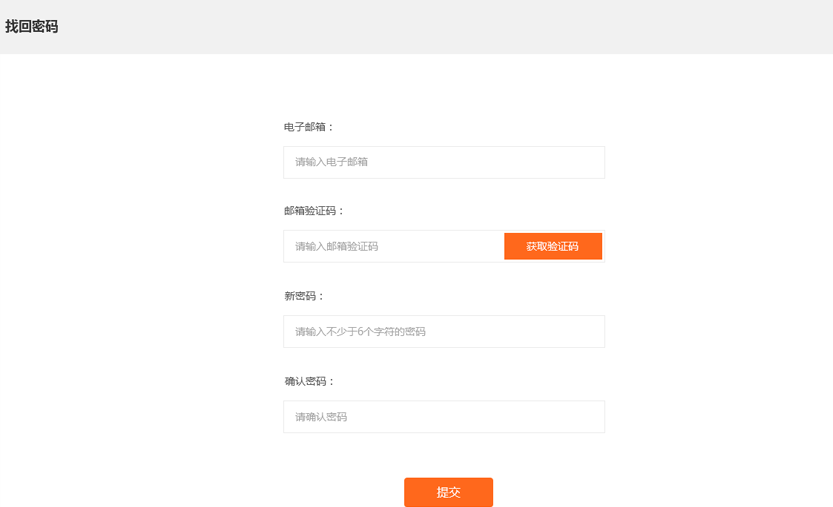 找回密码
电子邮箱：
请输入电子邮箱
邮箱验证码：
请输入邮箱验证码 获取验证码
新密码：
请输入不少于6个字符的密码
确认密码：
请确认密码
提交